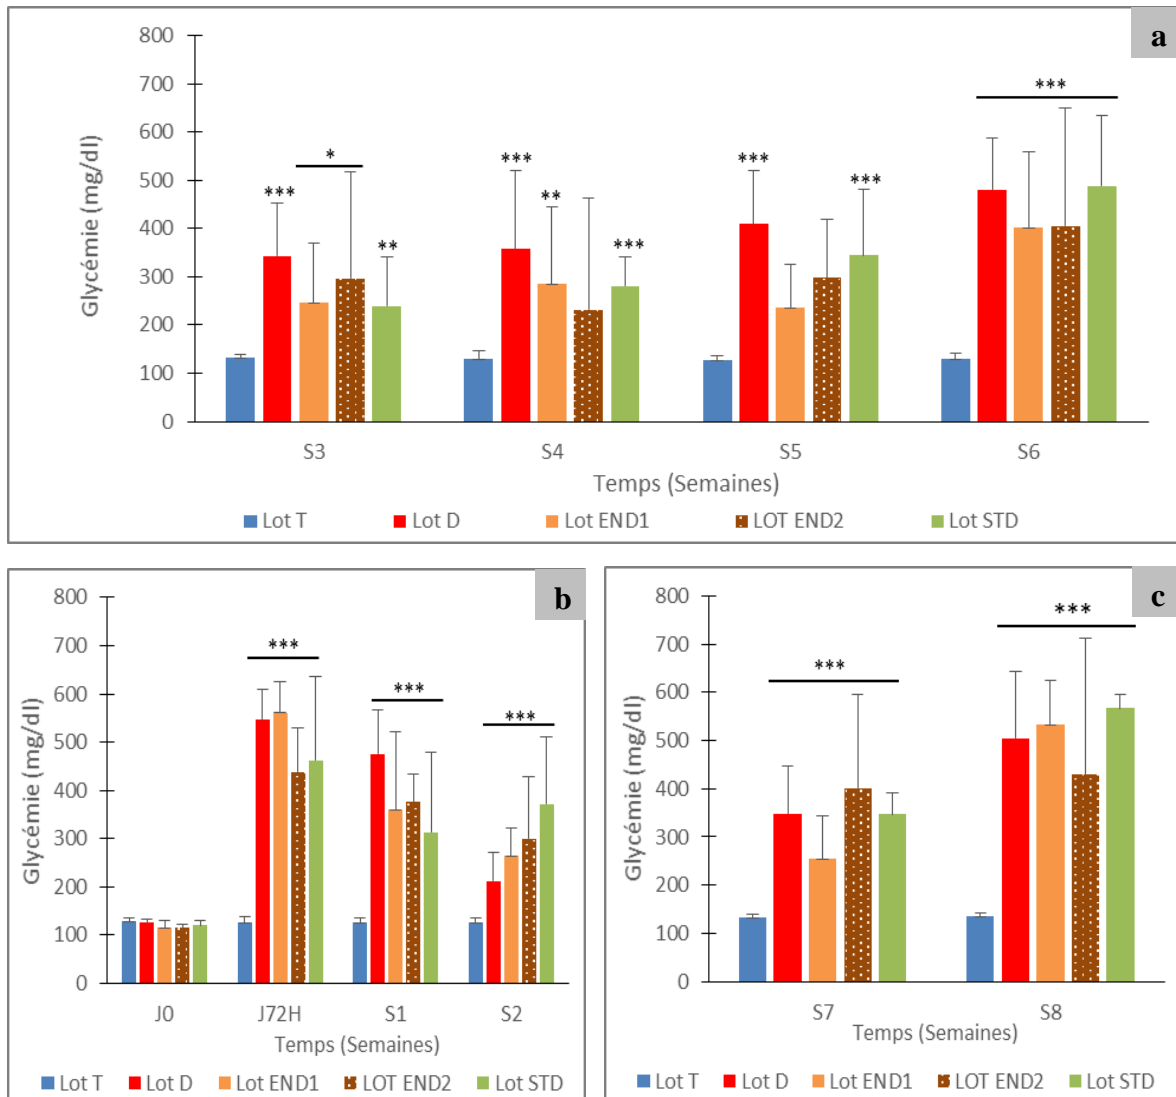 a
Glycémie (mg/dl)
800
700
600
500
400
300
200
100
0
***
*
**
***
**
***
***
***
***
S3 S4 S5 S6
Temps (Semaines)
Lot T Lot D Lot END1 LOT END2 Lot STD
b
Glycémie (mg/dl)
800
700
600
500
400
300
200
100
0
***
***
***
J0 J72H S1 S2
Temps (Semaines)
Lot T Lot D Lot END1 LOT END2 Lot STD
c
Glycémie (mg/dl)
800
700
600
500
400
300
200
100
0
***
***
S7 S8
Temps (Semaines)
Lot T Lot D Lot END1 LOT END2 Lot STD